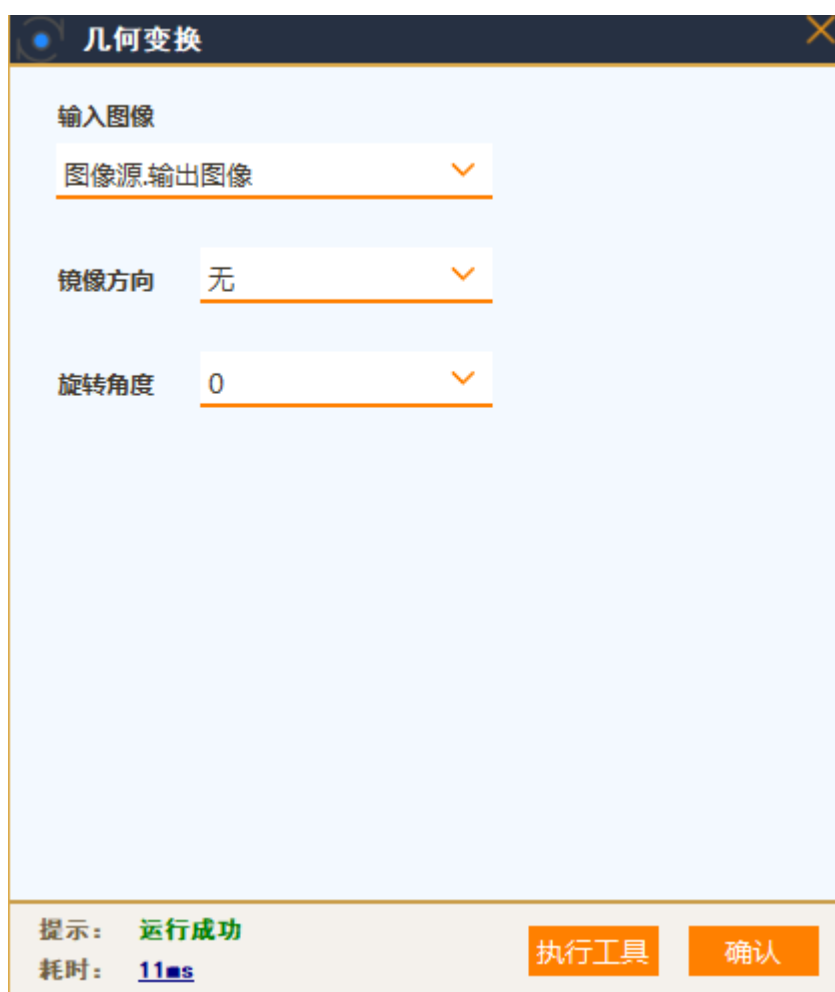 几何变换
输入图像
图像源.输出图像
镜像方向 无
旋转角度 0
提示： 运行成功
耗时： 11ms
执行工具 确认